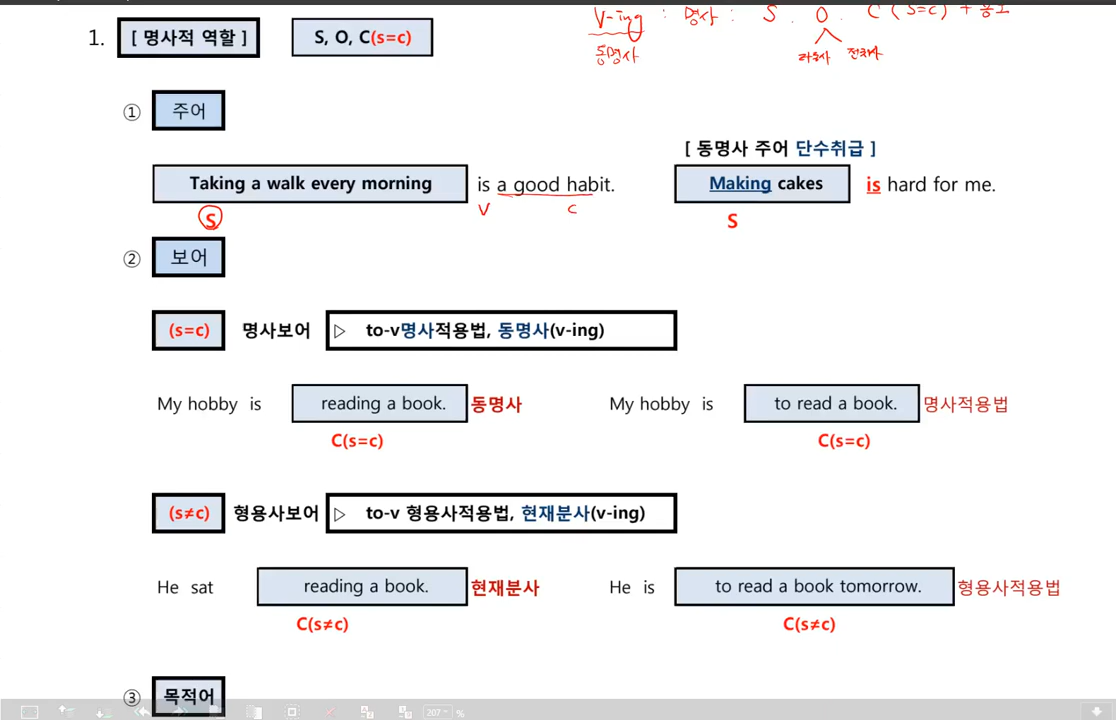 V-ing : 명사 : S . O . C (s=c) + 용도
동명사 타동사 전치사
1. [ 명사적 역할 ] S, O, C(s=c)
① 주어
[ 동명사 주어 단수취급 ]
Taking a walk every morning is a good habit. Making cakes is hard for me.
S V C S
② 보어
(s=c) 명사보어 ▷ to-v명사적용법, 동명사(v-ing)
My hobby is reading a book. 동명사 My hobby is to read a book. 명사적용법
C(s=c) C(s=c)
(s≠c) 형용사보어 ▷ to-v 형용사적용법, 현재분사(v-ing)
He sat reading a book. 현재분사 He is to read a book tomorrow. 형용사적용법
C(s≠c) C(s≠c)
③ 목적어
207 %